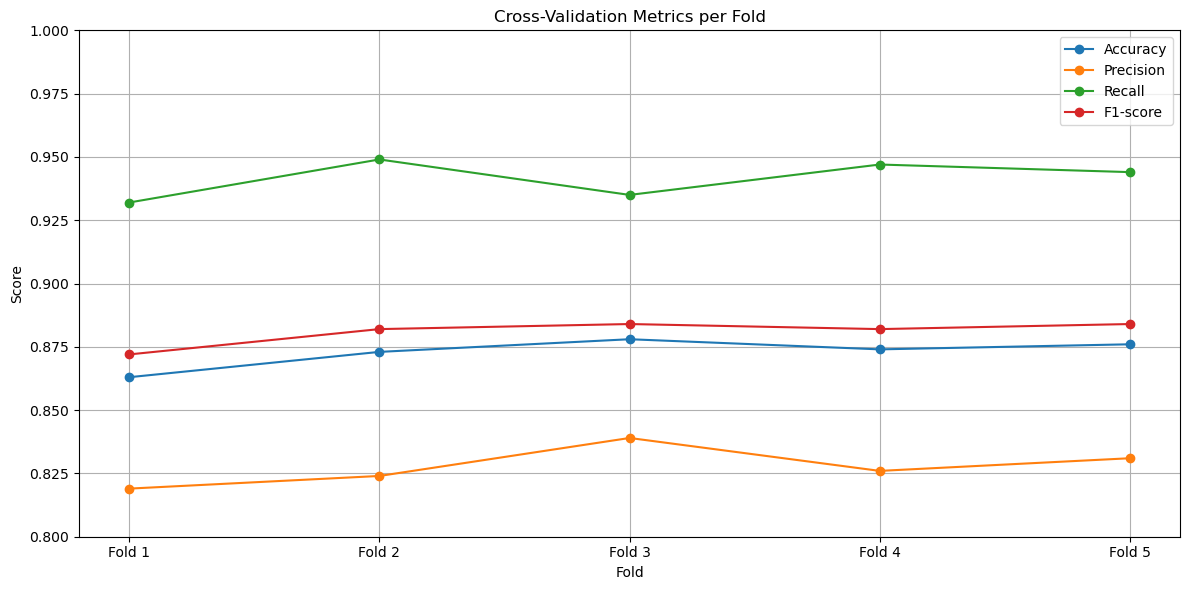 Cross-Validation Metrics per Fold
1.000
0.975
0.950
0.925
0.900
0.875
0.850
0.825
0.800
Score
Accuracy
Precision
Recall
F1-score
Fold 1 Fold 2 Fold 3 Fold 4 Fold 5
Fold